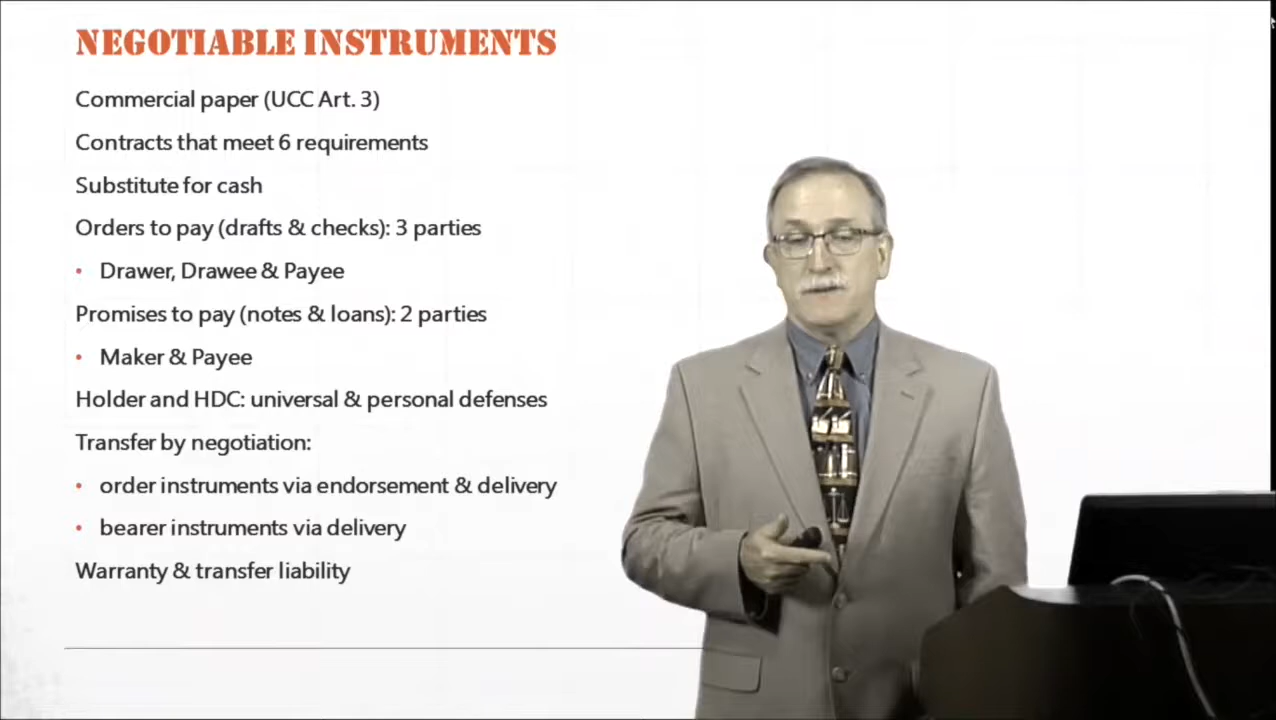 NEGOTIABLE INSTRUMENTS
Commercial paper (UCC Art. 3)
Contracts that meet 6 requirements
Substitute for cash
Orders to pay (drafts & checks): 3 parties
• Drawer, Drawee & Payee
Promises to pay (notes & loans): 2 parties
• Maker & Payee
Holder and HDC: universal & personal defenses
Transfer by negotiation:
• order instruments via endorsement & delivery
• bearer instruments via delivery
Warranty & transfer liability